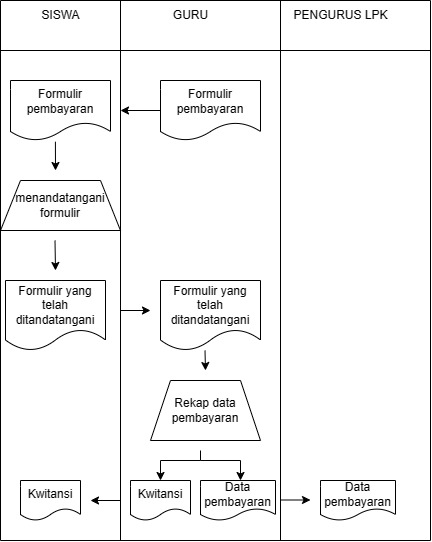 SISWA
GURU
PENGURUS LPK
Formulir
pembayaran
Formulir
pembayaran
menandatangani
formulir
Formulir yang
telah
ditandatangani
Formulir yang
telah
ditandatangani
Rekap data
pembayaran
Kwitansi
Kwitansi
Data
pembayaran
Data
pembayaran